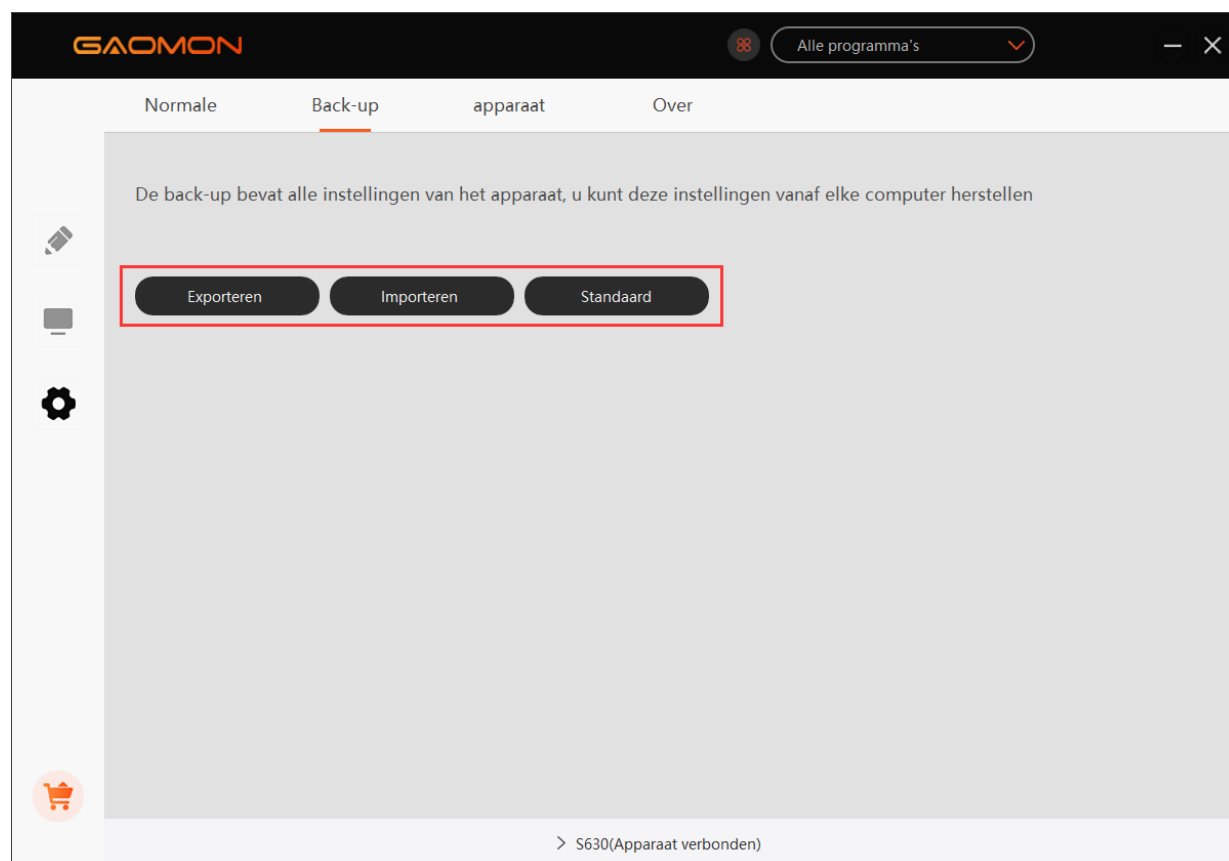 GAOMON
Alle programma's
Normale
Back-up
apparaat
Over
De back-up bevat alle instellingen van het apparaat, u kunt deze instellingen vanaf elke computer herstellen
Exporteren
Importeren
Standaard
S630(Apparaat verbonden)